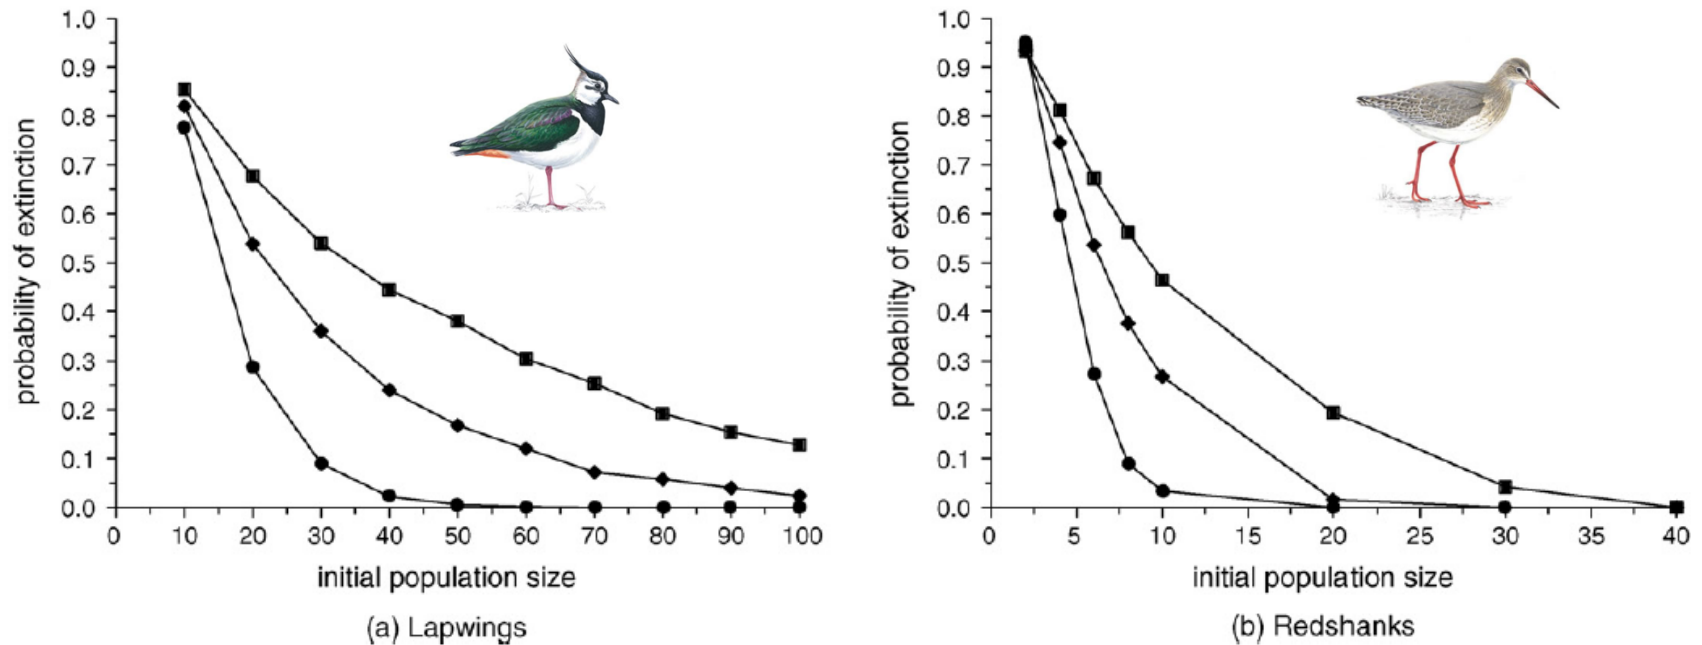 probability of extinction
1.0
0.9
0.8
0.7
0.6
0.5
0.4
0.3
0.2
0.1
0.0
0 10 20 30 40 50 60 70 80 90 100
initial population size
(a) Lapwings
probability of extinction
1.0
0.9
0.8
0.7
0.6
0.5
0.4
0.3
0.2
0.1
0.0
0 5 10 15 20 25 30 35 40
initial population size
(b) Redshanks